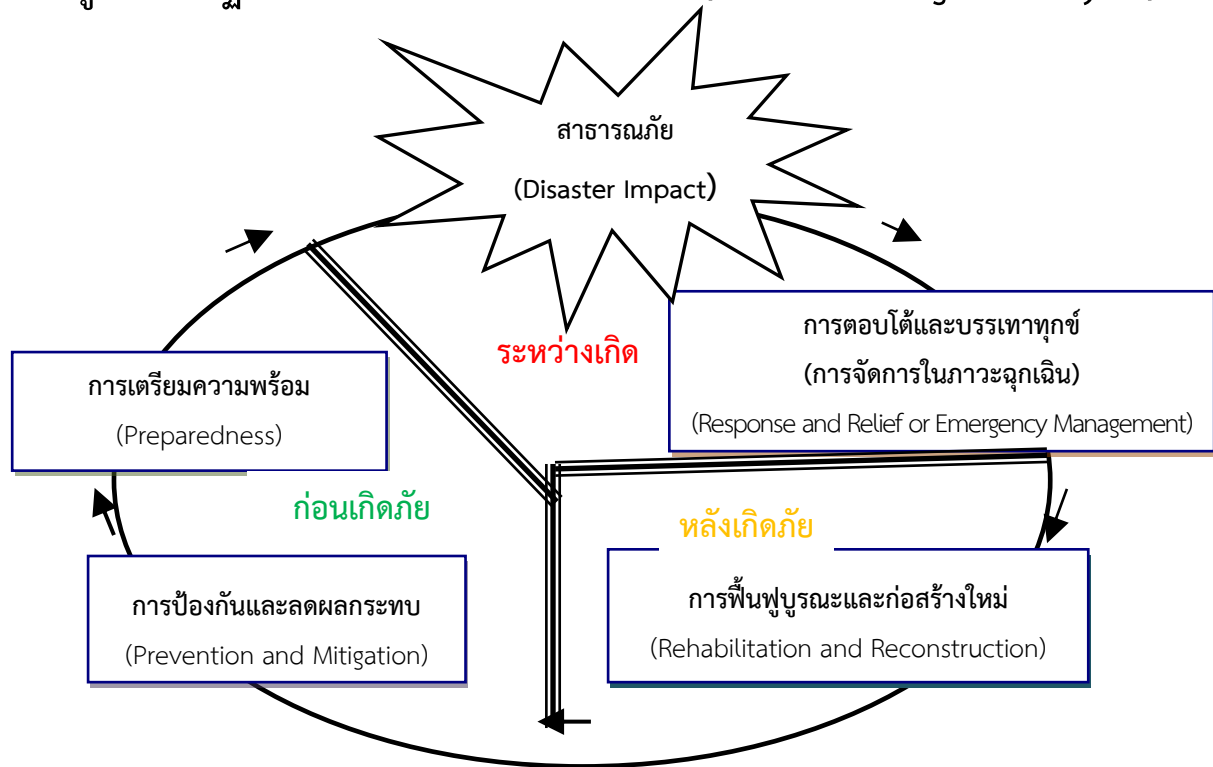 สาธารณภัย
(Disaster Impact)
ระหว่างเกิด
การตอบโต้และบรรเทาทุกข์
(การจัดการในภาวะฉุกเฉิน)
(Response and Relief or Emergency Management)
การเตรียมความพร้อม
(Preparedness)
ก่อนเกิดภัย
หลังเกิดภัย
การป้องกันและลดผลกระทบ
(Prevention and Mitigation)
การฟื้นฟูบูรณะและก่อสร้างใหม่
(Rehabilitation and Reconstruction)